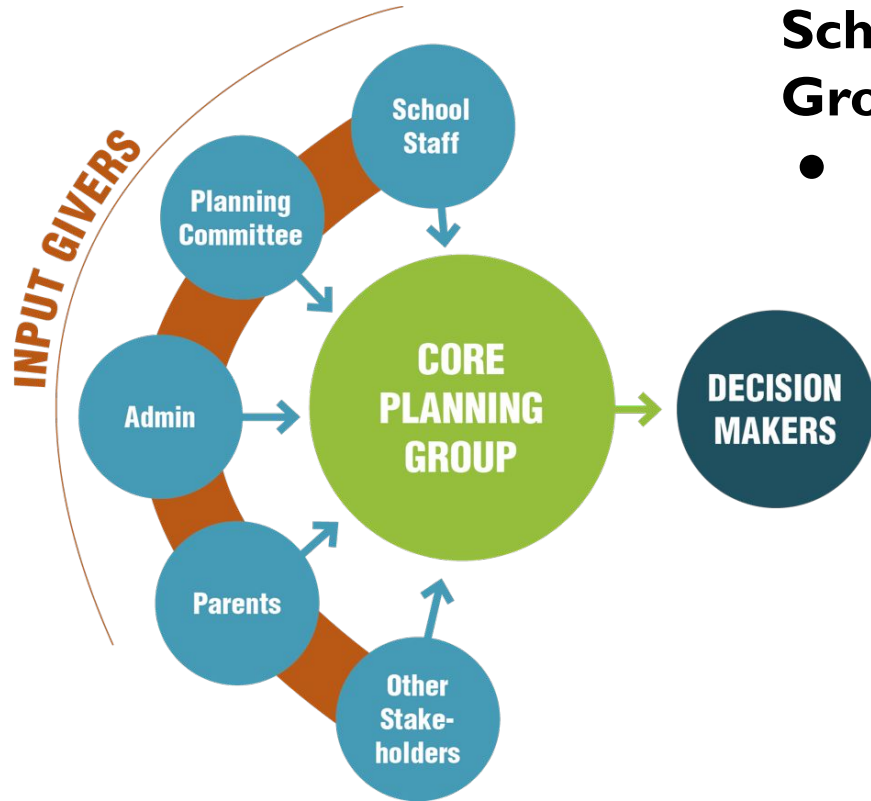 Sch
Gro
•
INPUT GIVERS
School
Staff
Planning
Committee
Admin
Parents
Other
Stake-
holders
CORE
PLANNING
GROUP
DECISION
MAKERS